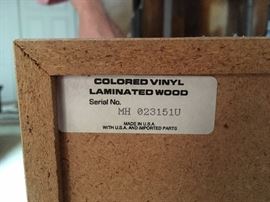 COLORED VINYL
LAMINATED WOOD
Serial No.
MH 023151U
MADE IN U.S.A.
WITH U.S.A. AND IMPORTED PARTS